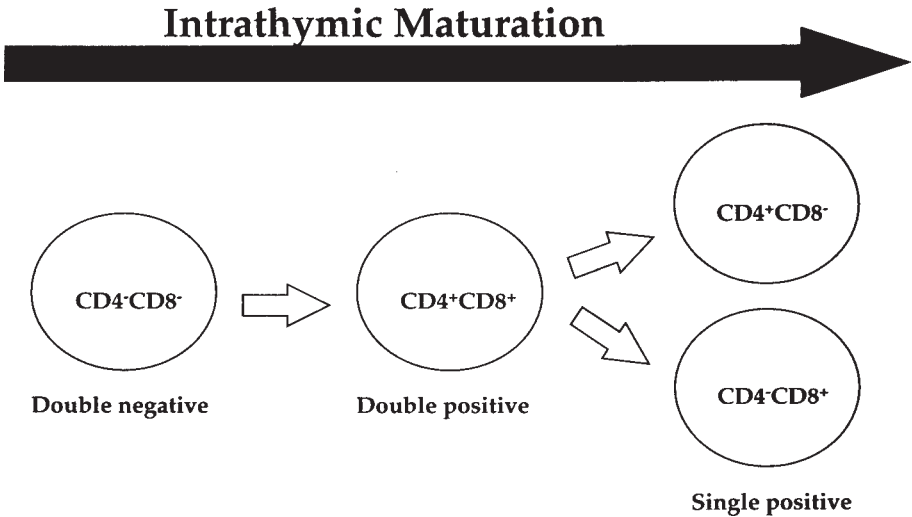 Intrathymic Maturation
CD4⁻CD8⁻
Double negative
CD4⁺CD8⁺
Double positive
CD4⁺CD8⁻
CD4⁻CD8⁺
Single positive